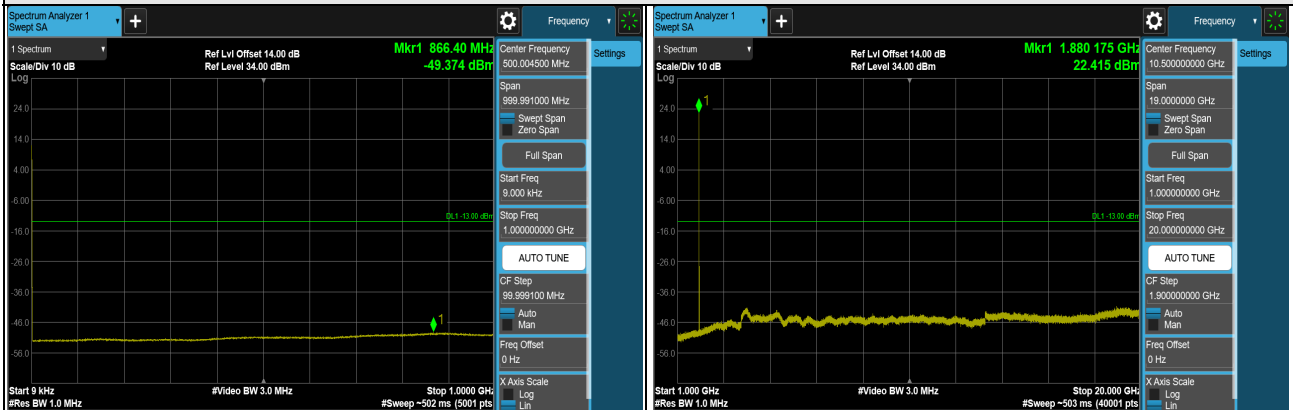 Spectrum Analyzer 1
Swept SA
Frequency
1 Spectrum
Scale/Div 10 dB
Log
Ref Lvl Offset 14.00 dB
Ref Level 34.00 dBm
Mkr1 866.40 MHz
-49.374 dBm
24.0
14.0
4.00
-6.00
-16.0
-26.0
-36.0
-46.0
-56.0
DL1 -13.00 dBm
1
Start 9 kHz
#Res BW 1.0 MHz
#Video BW 3.0 MHz
Stop 1.0000 GHz
#Sweep ~502 ms (5001 pts
Center Frequency
500.004500 MHz
Span
999.991000 MHz
Swept Span
Zero Span
Full Span
Start Freq
9.000 kHz
Stop Freq
1.000000000 GHz
AUTO TUNE
CF Step
99.999100 MHz
Auto
Man
Freq Offset
0 Hz
X Axis Scale
Log
Lin
Settings
Spectrum Analyzer 1
Swept SA
Frequency
1 Spectrum
Scale/Div 10 dB
Log
Ref Lvl Offset 14.00 dB
Ref Level 34.00 dBm
Mkr1 1.880 175 GHz
22.415 dBm
24.0
14.0
4.00
-6.00
-16.0
-26.0
-36.0
-46.0
-56.0
DL1 -13.00 dBm
1
Start 1.000 GHz
#Res BW 1.0 MHz
#Video BW 3.0 MHz
Stop 20.000 GHz
#Sweep ~503 ms (40001 pts
Center Frequency
10.500000000 GHz
Span
19.0000000 GHz
Swept Span
Zero Span
Full Span
Start Freq
1.000000000 GHz
Stop Freq
20.000000000 GHz
AUTO TUNE
CF Step
1.900000000 GHz
Auto
Man
Freq Offset
0 Hz
X Axis Scale
Log
Lin
Settings